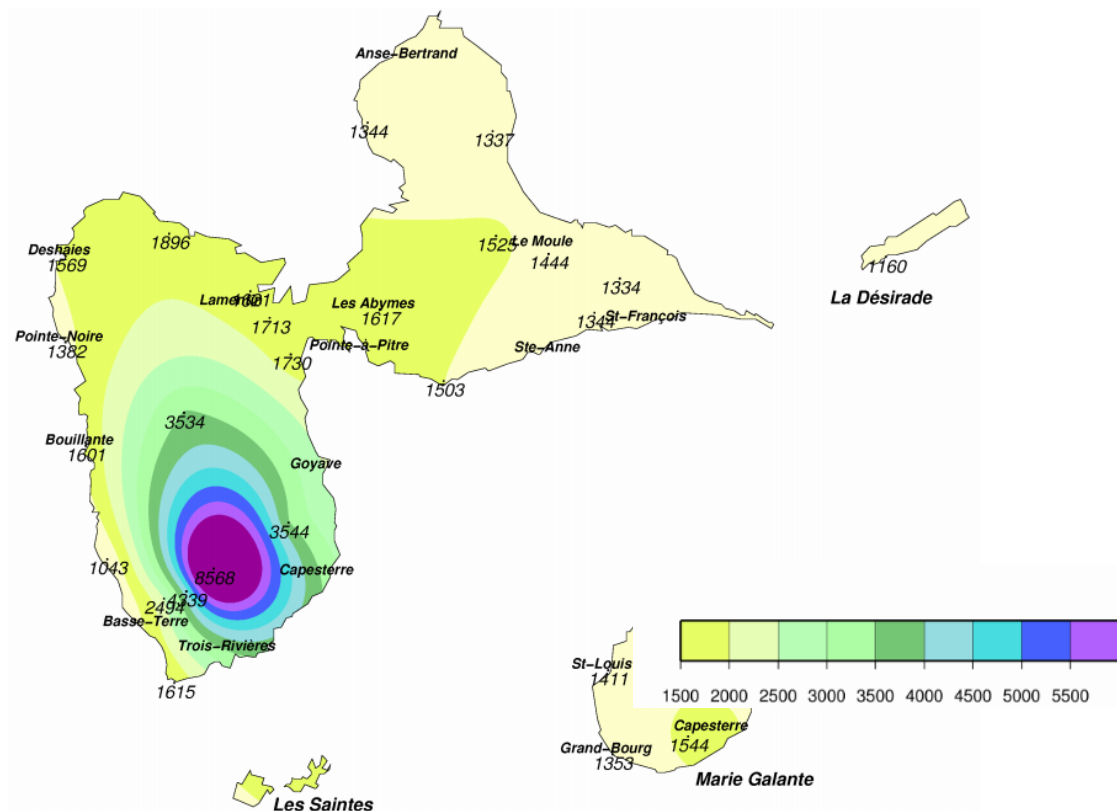 Anse–Bertrand
1344
1337
1896
1525
Le Moule
Deshaies
1569
1444
1160
Lamentin
1334
La Désirade
Les Abymes
1617
1713
1344
St–François
Pointe–Noire
1382
Pointe–à–Pitre
Ste–Anne
1730
1503
3534
Bouillante
1601
Goyave
3544
1043
8568
Capesterre
4339
2494
Basse–Terre
Trois–Rivières
1615
St–Louis
1411
1500 2000 2500 3000 3500 4000 4500 5000 5500
Capesterre
1544
Grand–Bourg
1353
Marie Galante
Les Saintes